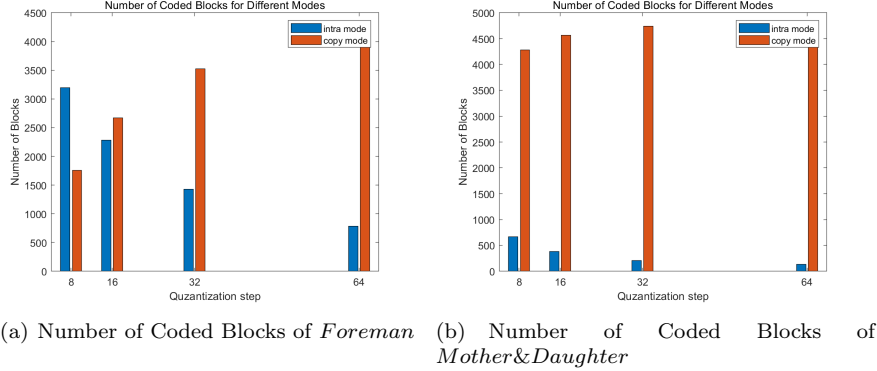 Number of Coded Blocks for Different Modes
4500
4000
3500
3000
2500
2000
1500
1000
500
0
Number of Blocks
intra mode
copy mode
8 16 32 64
Quzantization step
(a) Number of Coded Blocks of Foreman
Number of Coded Blocks for Different Modes
5000
4500
4000
3500
3000
2500
2000
1500
1000
500
0
Number of Blocks
intra mode
copy mode
8 16 32 64
Quzantization step
(b) Number of Coded Blocks of
Mother&Daughter